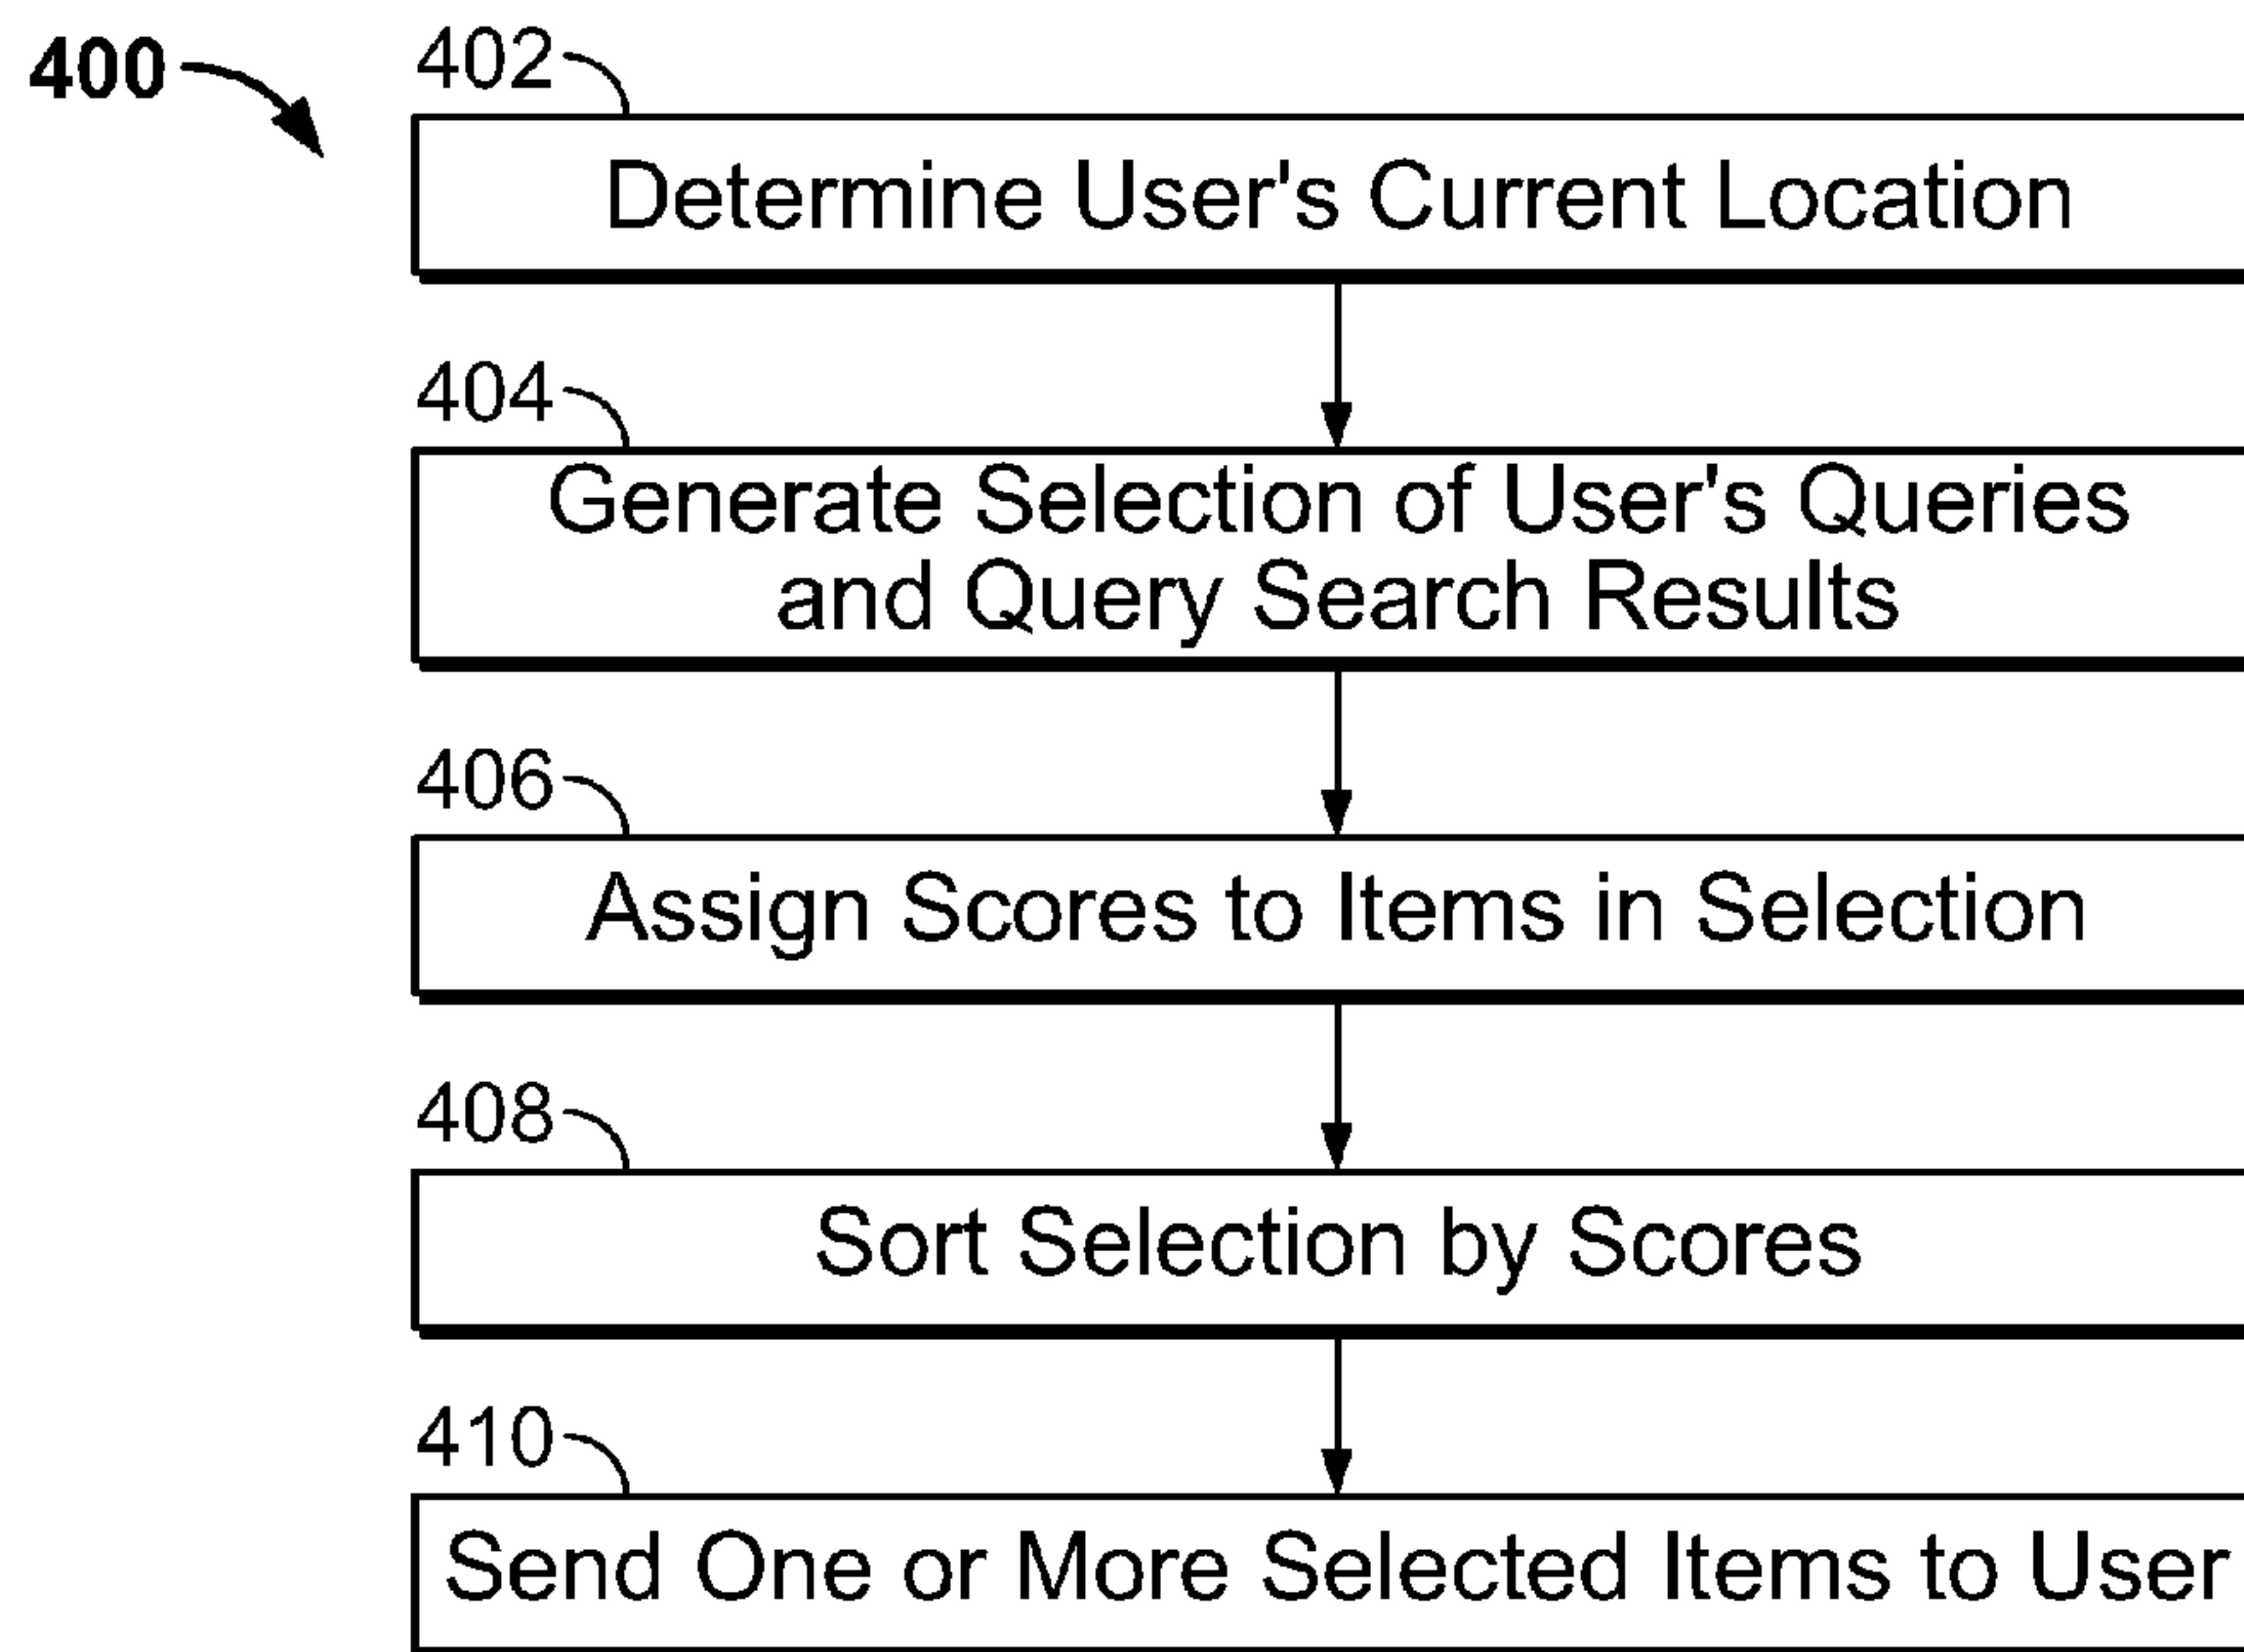 400
402
Determine User's Current Location
404
Generate Selection of User's Queries
and Query Search Results
406
Assign Scores to Items in Selection
408
Sort Selection by Scores
410
Send One or More Selected Items to User